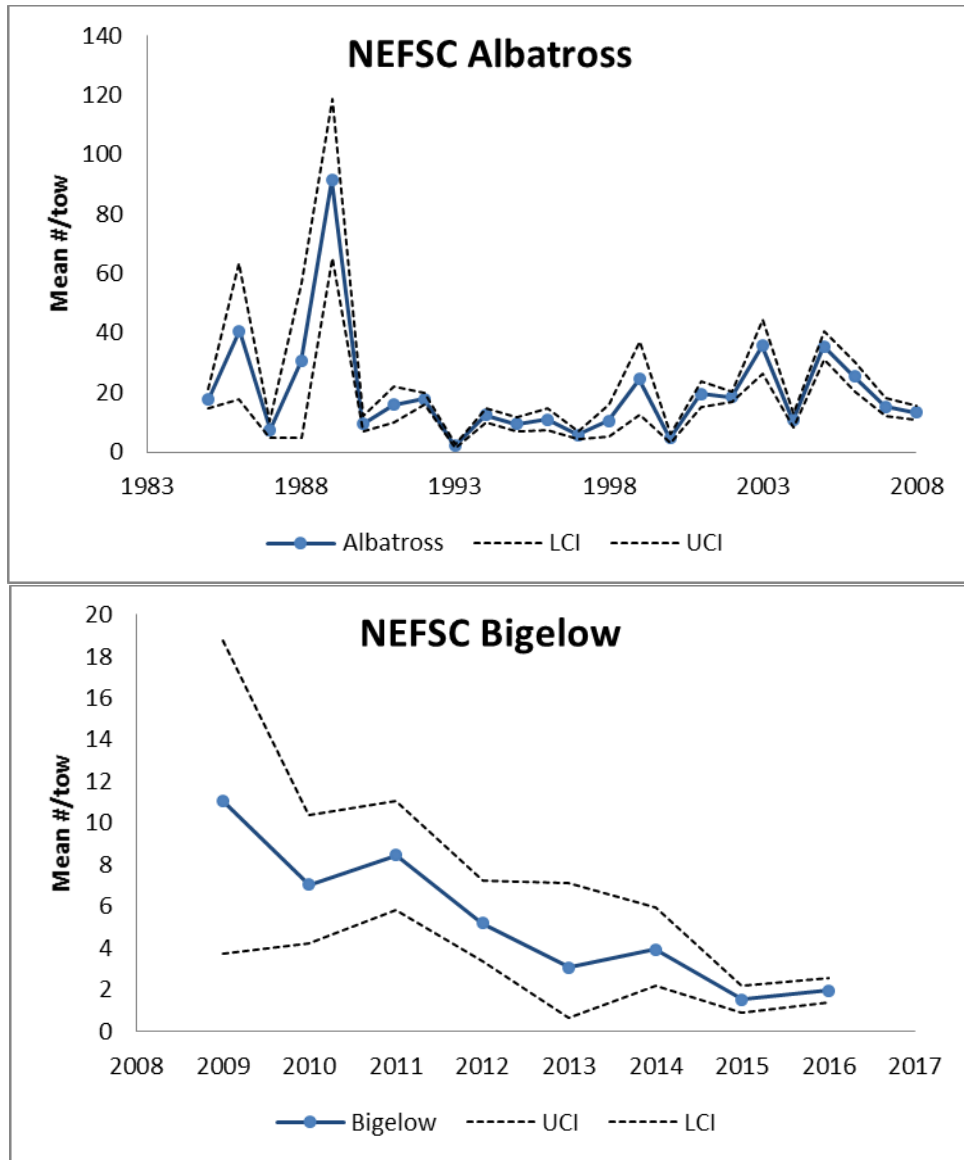 NEFSC Albatross
Mean #/tow
140
120
100
80
60
40
20
0
1983 1988 1993 1998 2003 2008
Albatross LCI UCI
NEFSC Bigelow
Mean #/tow
20
18
16
14
12
10
8
6
4
2
0
2008 2009 2010 2011 2012 2013 2014 2015 2016 2017
Bigelow UCI LCI